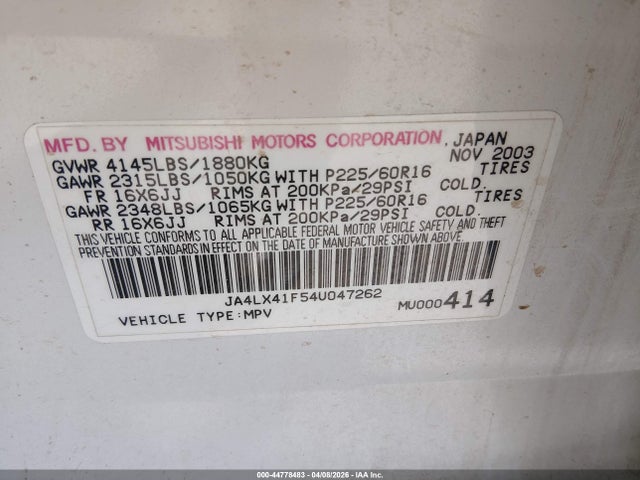 MFD. BY MITSUBISHI MOTORS CORPORATION, JAPAN
GVWR 4145LBS/1880KG NOV 2003
GAWR 2315LBS/1050KG WITH P225/60R16 TIRES
FR 16X6JJ RIMS AT 200KPa/29PSI COLD.
GAWR 2348LBS/1065KG WITH P225/60R16 TIRES
RR 16X6JJ RIMS AT 200KPa/29PSI COLD.
THIS VEHICLE CONFORMS TO ALL APPLICABLE FEDERAL MOTOR VEHICLE SAFETY AND BUMPER
STANDARDS IN EFFECT ON THE DATE OF MANUFACTURE SHOWN ABOVE.
JA4LX41F54U047262
VEHICLE TYPE:MPV MU000414
000-44778483 - 04/08/2026 - IAA Inc.